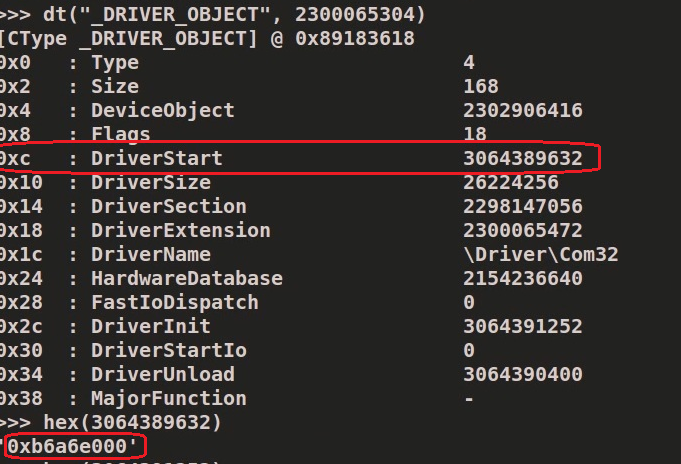 >>> dt("_DRIVER_OBJECT", 2300065304)
[CType _DRIVER_OBJECT] @ 0x89183618
0x0 : Type 4
0x2 : Size 168
0x4 : DeviceObject 2302906416
0x8 : Flags 18
0xc : DriverStart 3064389632
0x10 : DriverSize 26224256
0x14 : DriverSection 2298147056
0x18 : DriverExtension 2300065472
0x1c : DriverName \Driver\Com32
0x24 : HardwareDatabase 2154236640
0x28 : FastIoDispatch 0
0x2c : DriverInit 3064391252
0x30 : DriverStartIo 0
0x34 : DriverUnload 3064390400
0x38 : MajorFunction -
>>> hex(3064389632)
'0xb6a6e000'